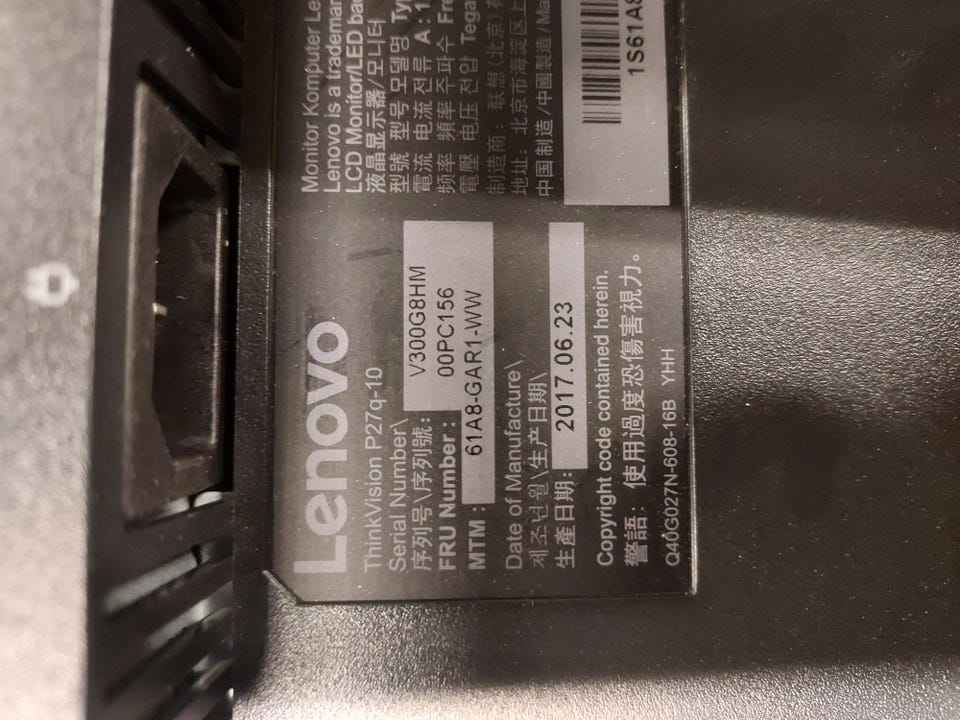 Lenovo
ThinkVision P27q-10
Serial Number\
序列号\序列號: V300G8HM
FRU Number: 00PC156
MTM: 61A8-GAR1-WW
Date of Manufacture\
제조년월\生产日期\
生產日期: 2017.06.23
Copyright code contained herein.
警語: 使用過度恐傷害視力。
Q40G027N-608-16B YHH
Monitor Komputer Le
Lenovo is a trademar
LCD Monitor/LED ba
液晶显示器/모니터
型號 型号 모델명 Typ
電流 电流 전류 A:1
頻率 频率 주파수 Fre
電壓 电压 전압 Tega
制造商: 联想(北京)有
地址: 北京市海淀区上
中国制造/中國製造/Ma
1S61A8